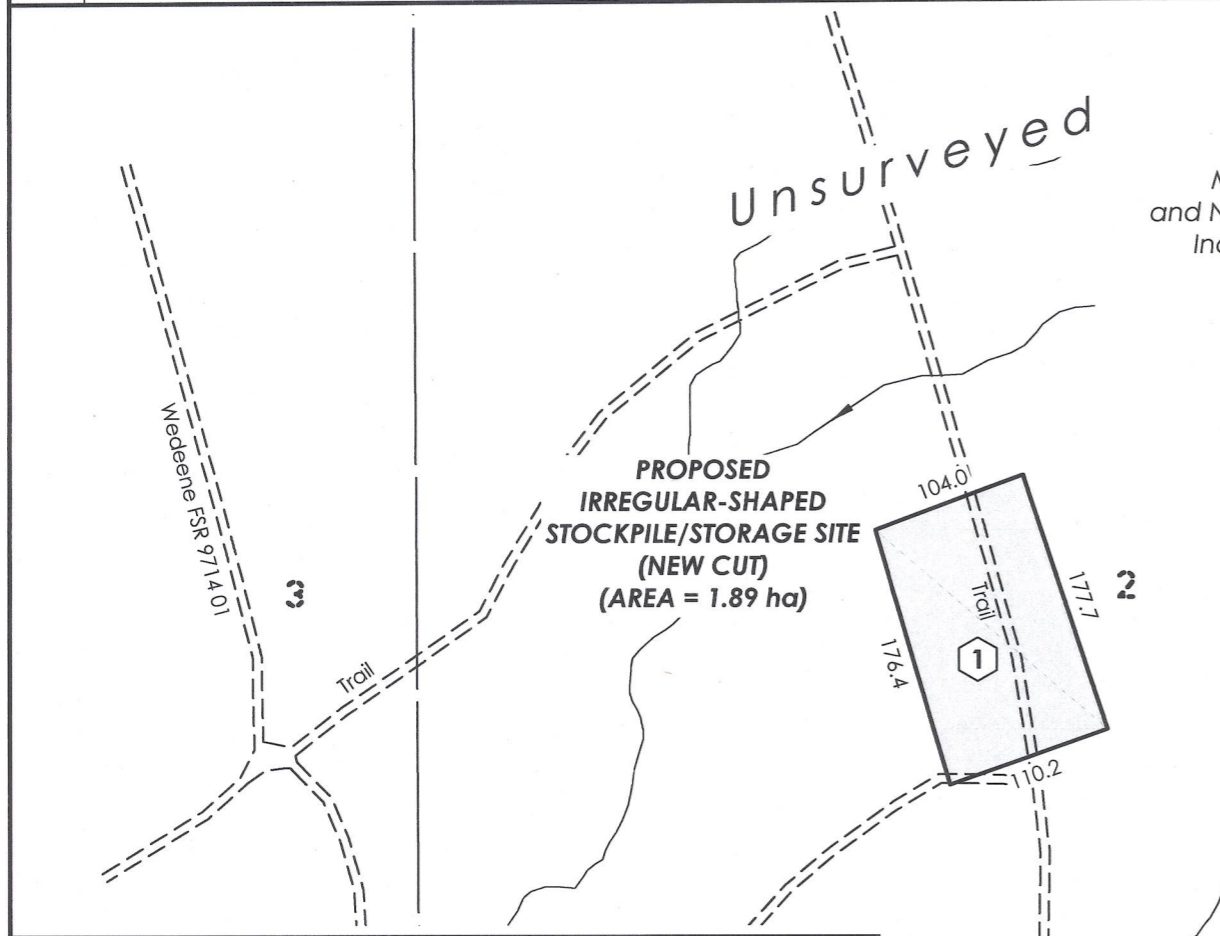 Unsurveyed
and
Wedeene FSR 9714 01
3
Trail
PROPOSED
IRREGULAR-SHAPED
STOCKPILE/STORAGE SITE
(NEW CUT)
(AREA = 1.89 ha)
104.0
177.7
2
Trail
1
176.4
110.2